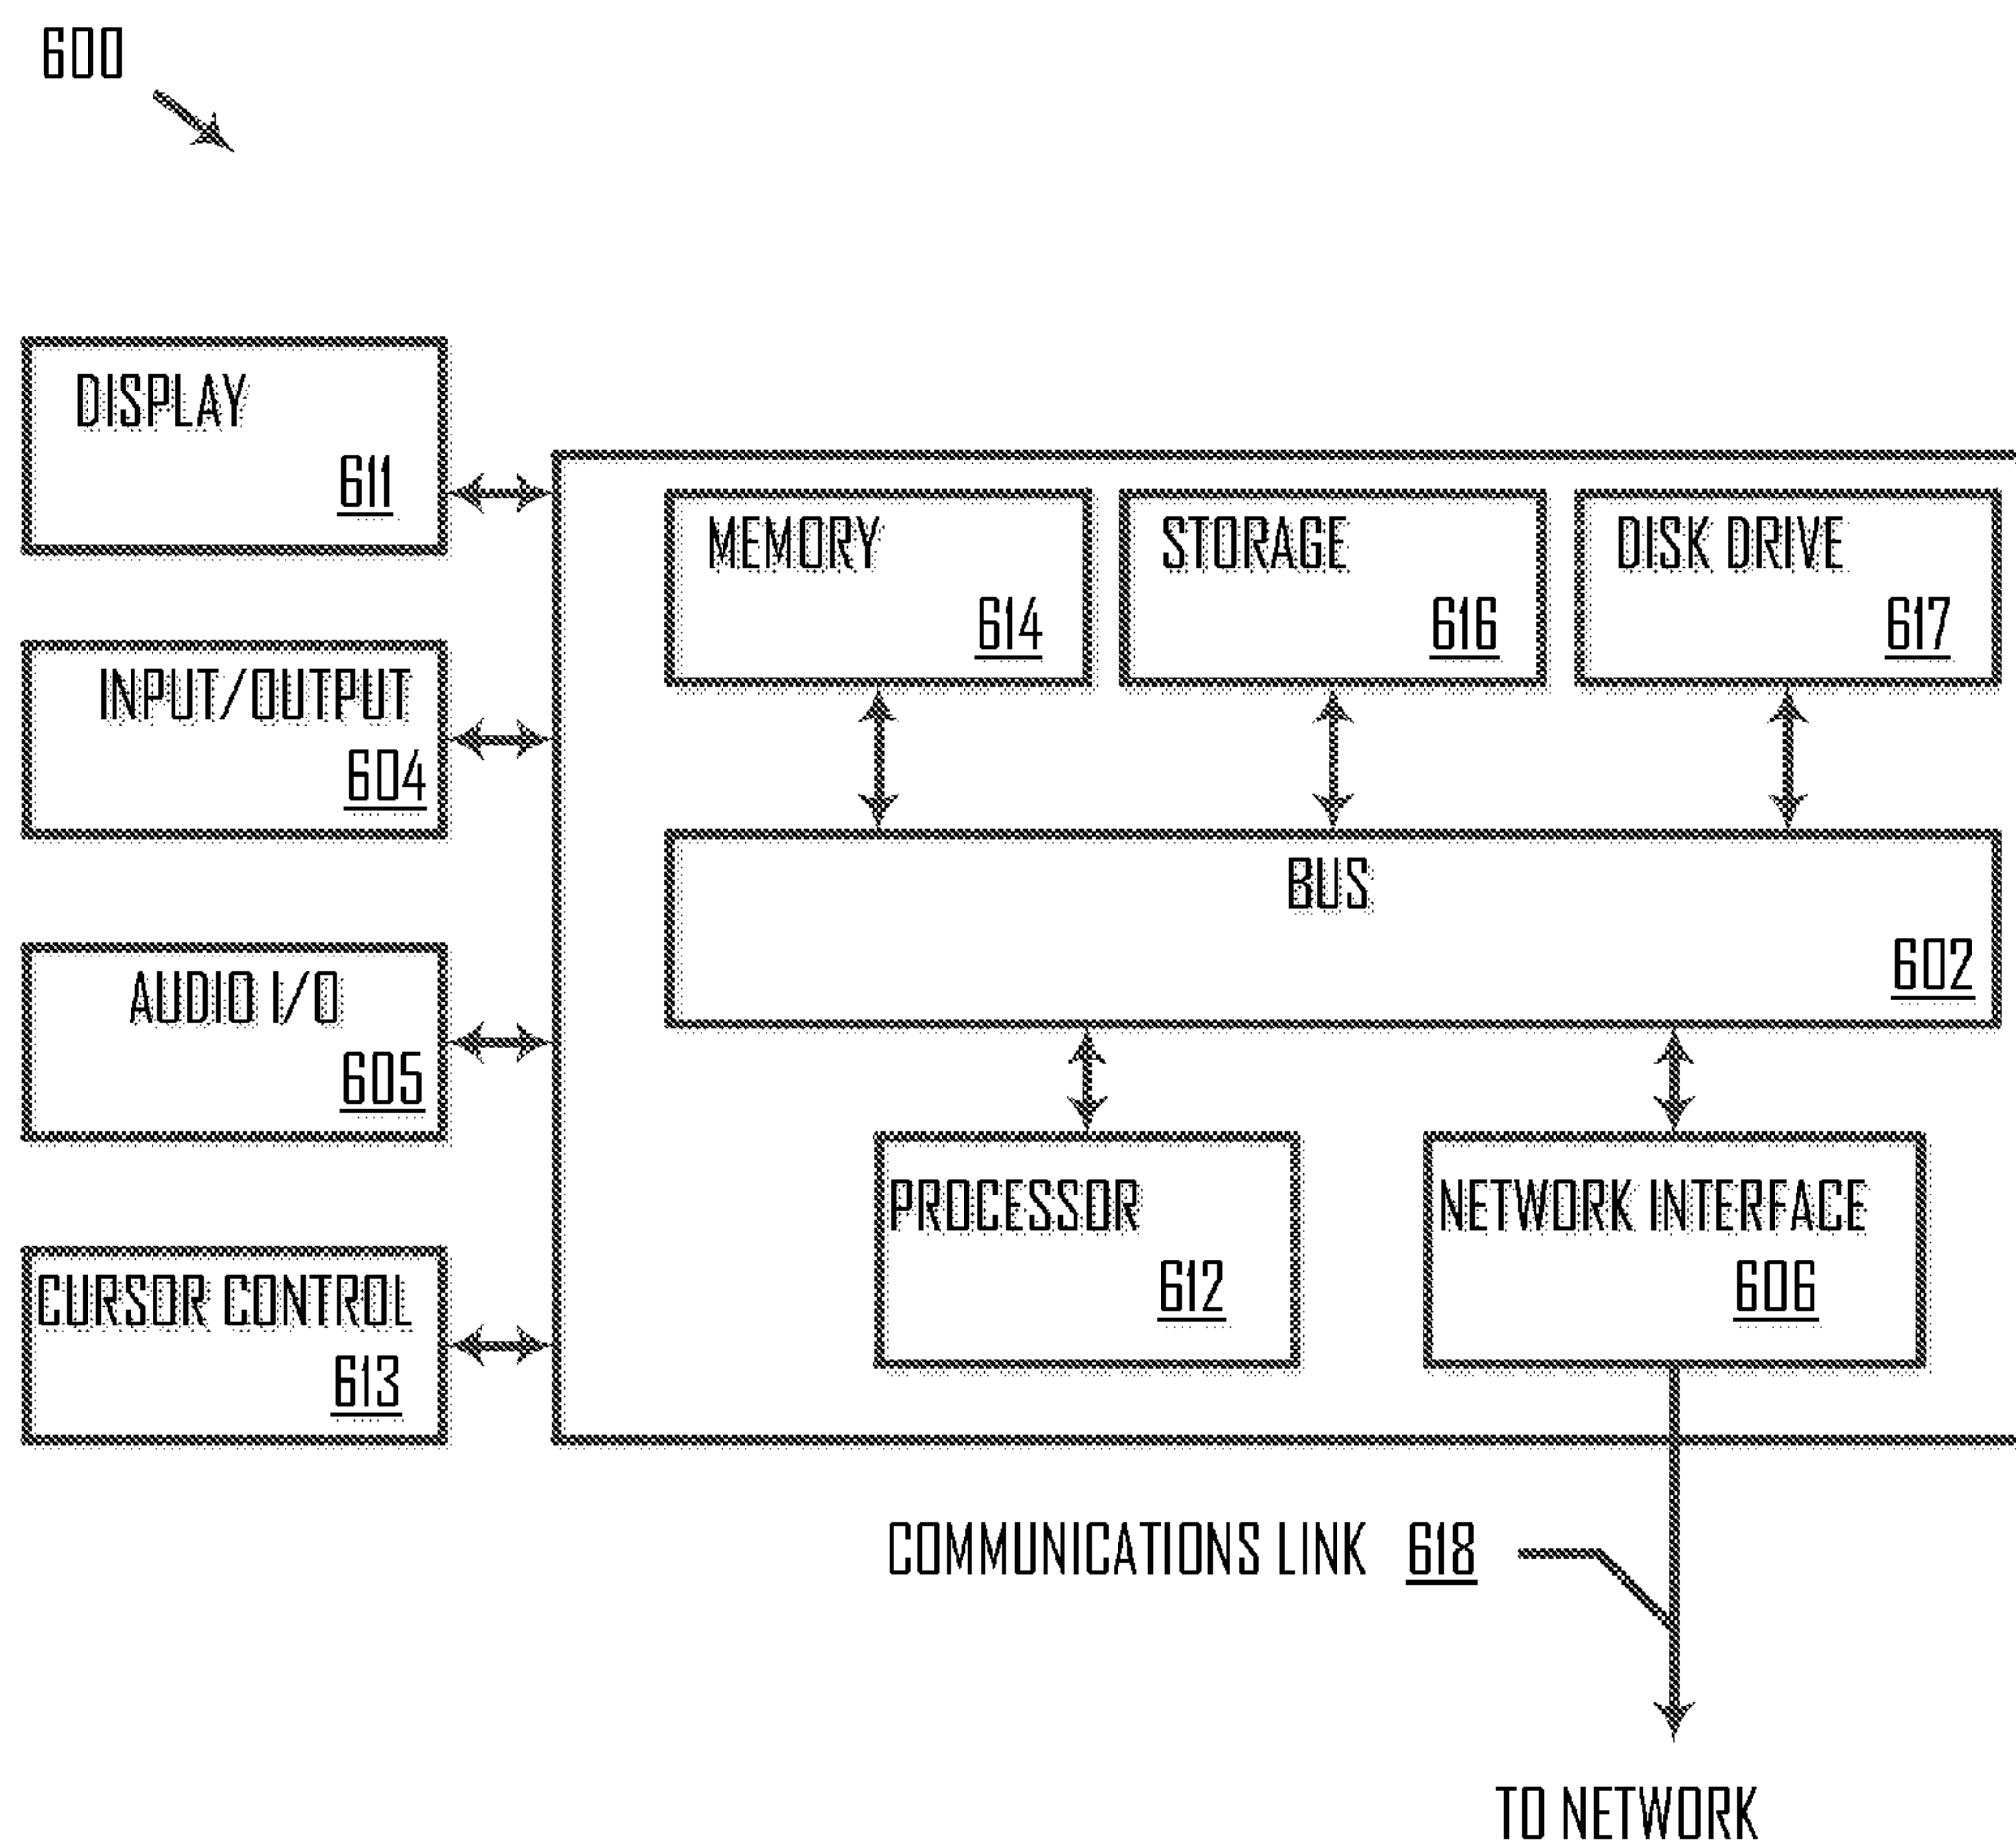 600
DISPLAY
611
INPUT/OUTPUT
604
AUDIO I/O
605
CURSOR CONTROL
613
MEMORY
614
STORAGE
616
DISK DRIVE
617
BUS
602
PROCESSOR
612
NETWORK INTERFACE
606
COMMUNICATIONS LINK 618
TO NETWORK